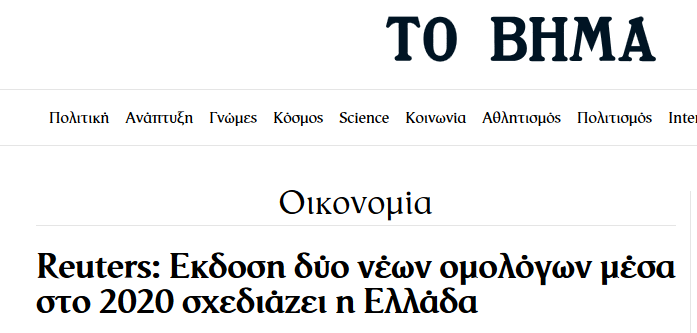 ΤΟ ΒΗΜΑ
Πολιτική Ανάπτυξη Γνώμες Κόσμος Science Κοινωνία Αθλητισμός Πολιτισμός Inte
Οικονομία
Reuters: Εκδοση δύο νέων ομολόγων μέσα
στο 2020 σχεδιάζει η Ελλάδα